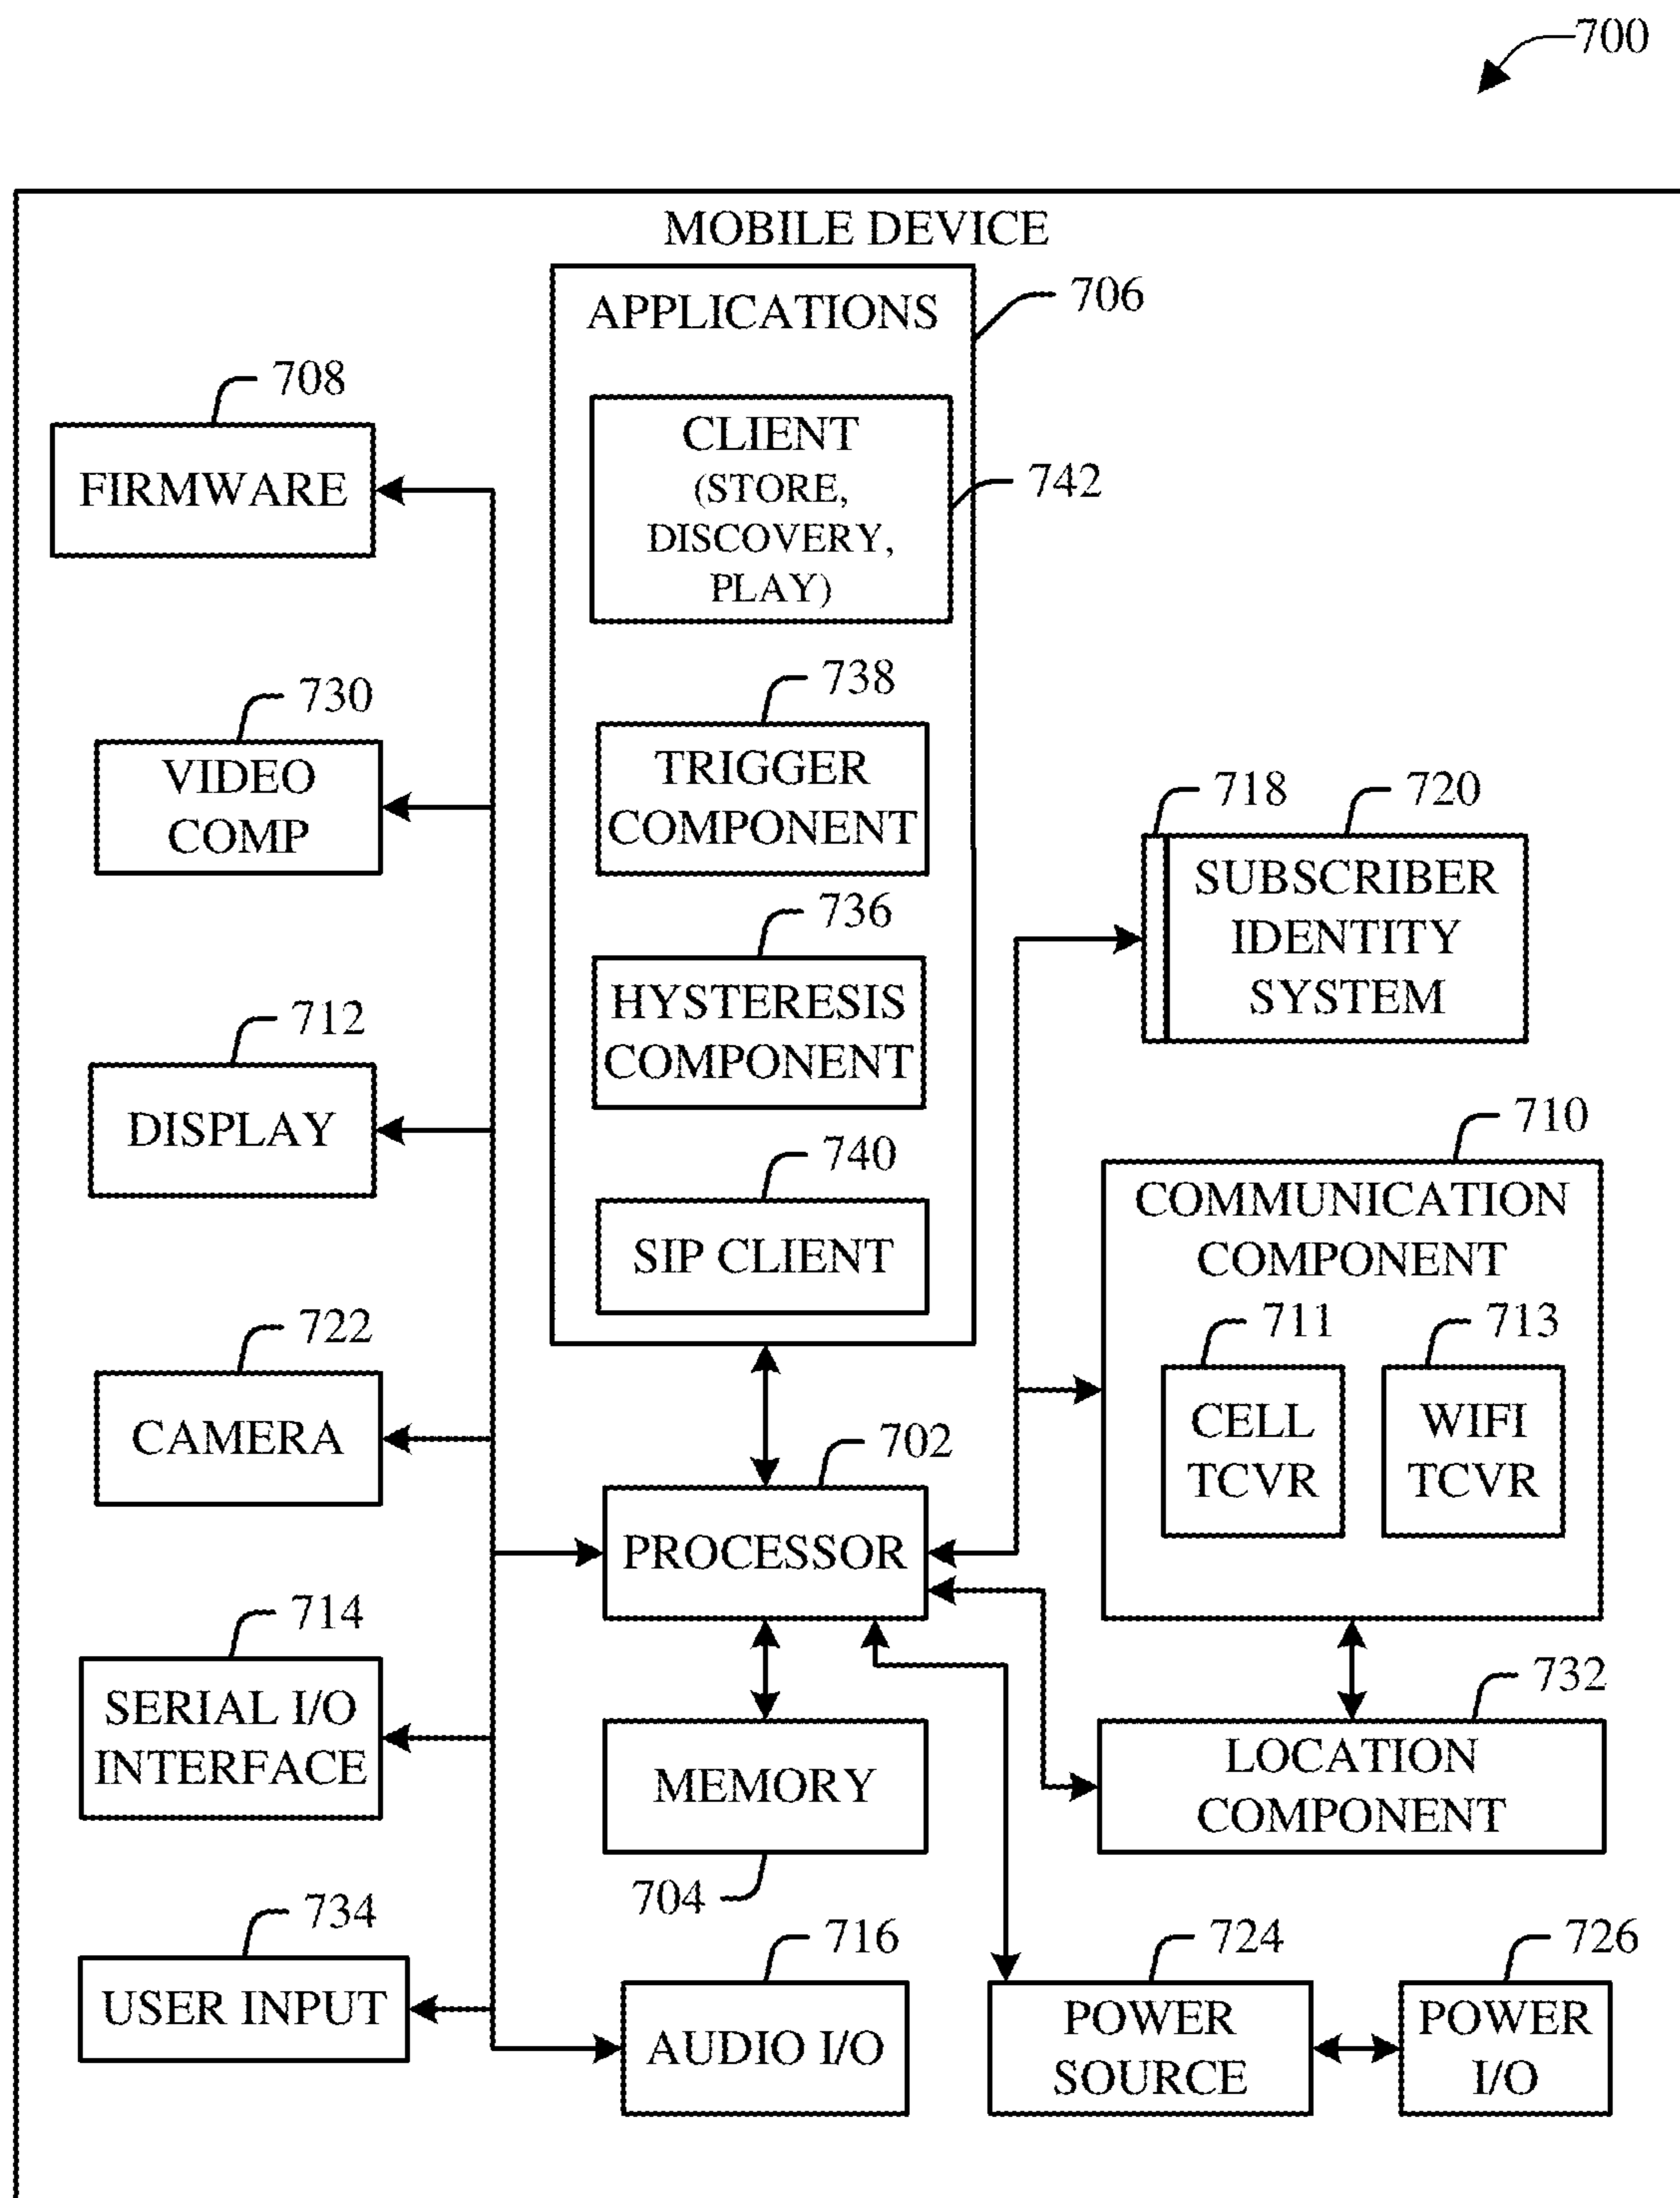 700
MOBILE DEVICE
APPLICATIONS
706
CLIENT
(STORE,
DISCOVERY,
PLAY)
742
738
TRIGGER
COMPONENT
736
HYSTERESIS
COMPONENT
740
SIP CLIENT
708
FIRMWARE
730
VIDEO
COMP
712
DISPLAY
722
CAMERA
714
SERIAL I/O
INTERFACE
734
USER INPUT
702
PROCESSOR
MEMORY
704
716
AUDIO I/O
718
720
SUBSCRIBER
IDENTITY
SYSTEM
710
COMMUNICATION
COMPONENT
711
CELL
TCVR
713
WIFI
TCVR
732
LOCATION
COMPONENT
724
POWER
SOURCE
726
POWER
I/O